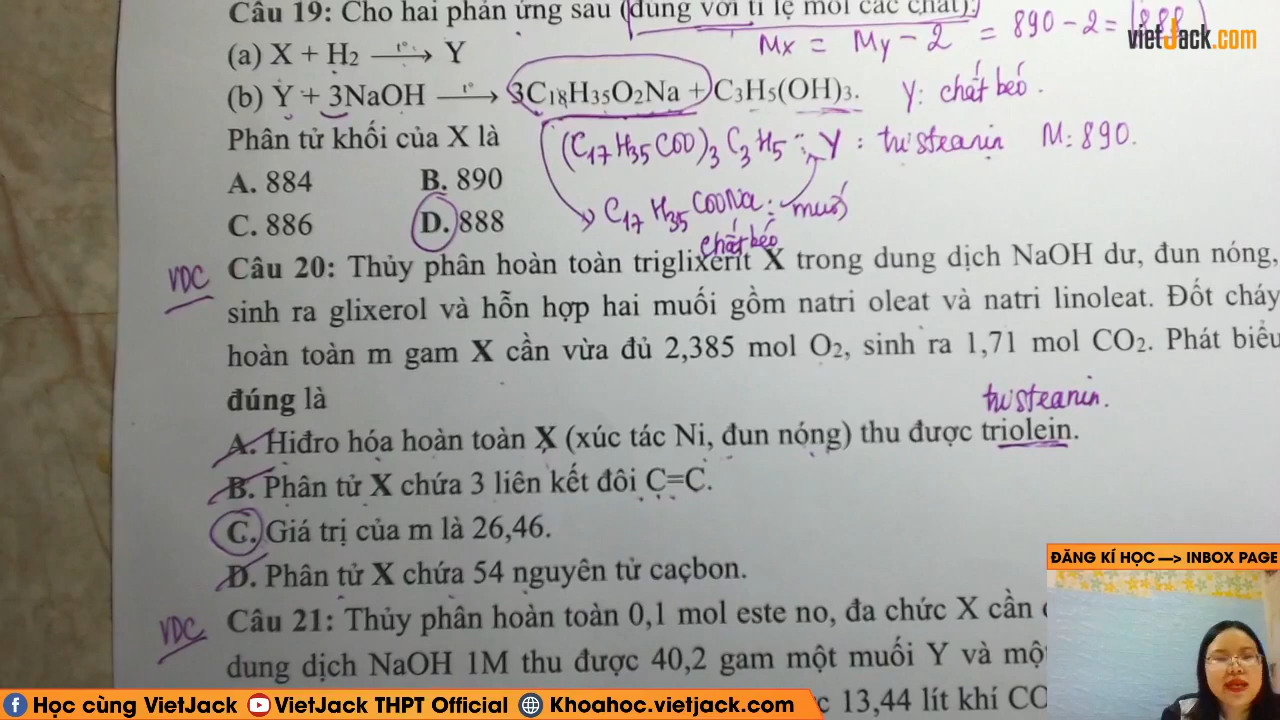 Câu 19: Cho hai phản ứng sau (đúng với tỉ lệ mol các chất):
Mx = My - 2 = 890 - 2 = 888
vietJack.com
(a) X + H₂ —t°→ Y
(b) Y + 3NaOH —t°→ 3C₁₈H₃₅O₂Na + C₃H₅(OH)₃.
Y: chất béo.
Phân tử khối của X là
(C₁₇H₃₅COO)₃C₃H₅ : Y : tristearin M: 890.
A. 884 B. 890
C₁₇H₃₅COONa: muối
C. 886 D. 888
chất béo
VDC Câu 20: Thủy phân hoàn toàn triglixerit X trong dung dịch NaOH dư, đun nóng,
sinh ra glixerol và hỗn hợp hai muối gồm natri oleat và natri linoleat. Đốt cháy
hoàn toàn m gam X cần vừa đủ 2,385 mol O₂, sinh ra 1,71 mol CO₂. Phát biểu
đúng là
tristearin.
A. Hiđro hóa hoàn toàn X (xúc tác Ni, đun nóng) thu được triolein.
B. Phân tử X chứa 3 liên kết đôi C=C.
C. Giá trị của m là 26,46.
D. Phân tử X chứa 54 nguyên tử cacbon.
ĐĂNG KÍ HỌC —> INBOX PAGE
VDC Câu 21: Thủy phân hoàn toàn 0,1 mol este no, đa chức X cần
dung dịch NaOH 1M thu được 40,2 gam một muối Y và
13,44 lít khí CO
Học cùng VietJack VietJack THPT Official Khoahoc.vietjack.com